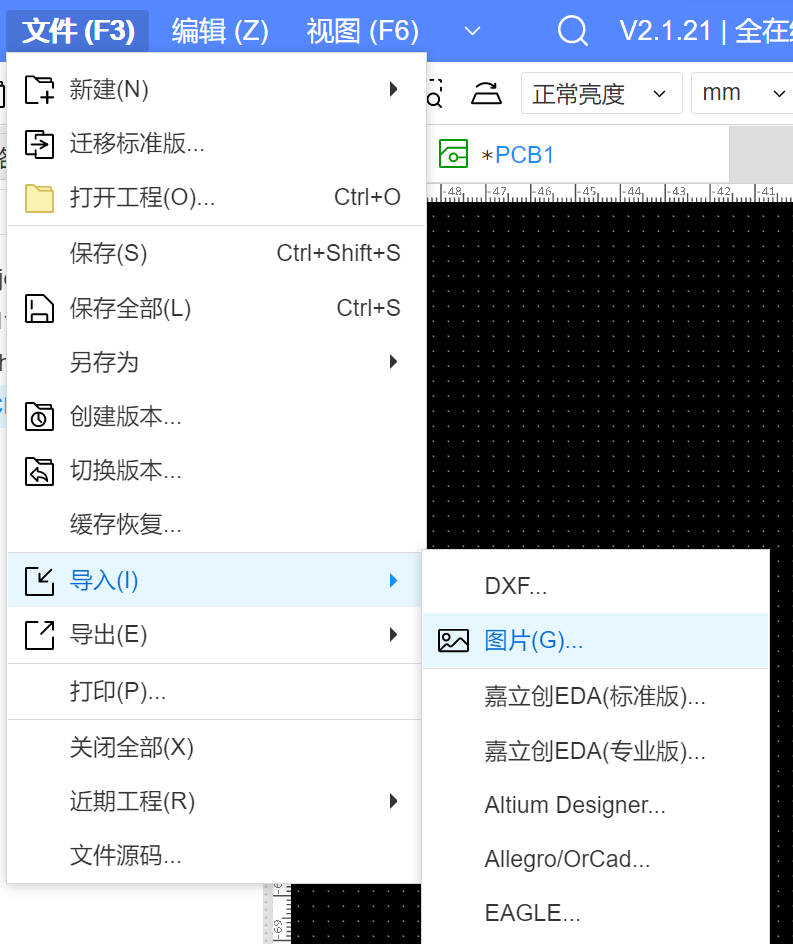 文件 (F3) 编辑 (Z) 视图 (F6) V2.1.21 | 全在
新建(N)
正常亮度 mm
迁移标准版...
*PCB1
打开工程(O)... Ctrl+O
-48 -47 -46 -45 -44 -43 -42 -41
保存(S) Ctrl+Shift+S
保存全部(L) Ctrl+S
另存为
创建版本...
切换版本...
缓存恢复...
导入(I)
导出(E)
打印(P)...
关闭全部(X)
近期工程(R)
文件源码...
DXF...
图片(G)...
嘉立创EDA(标准版)...
嘉立创EDA(专业版)...
Altium Designer...
Allegro/OrCad...
EAGLE...
-69